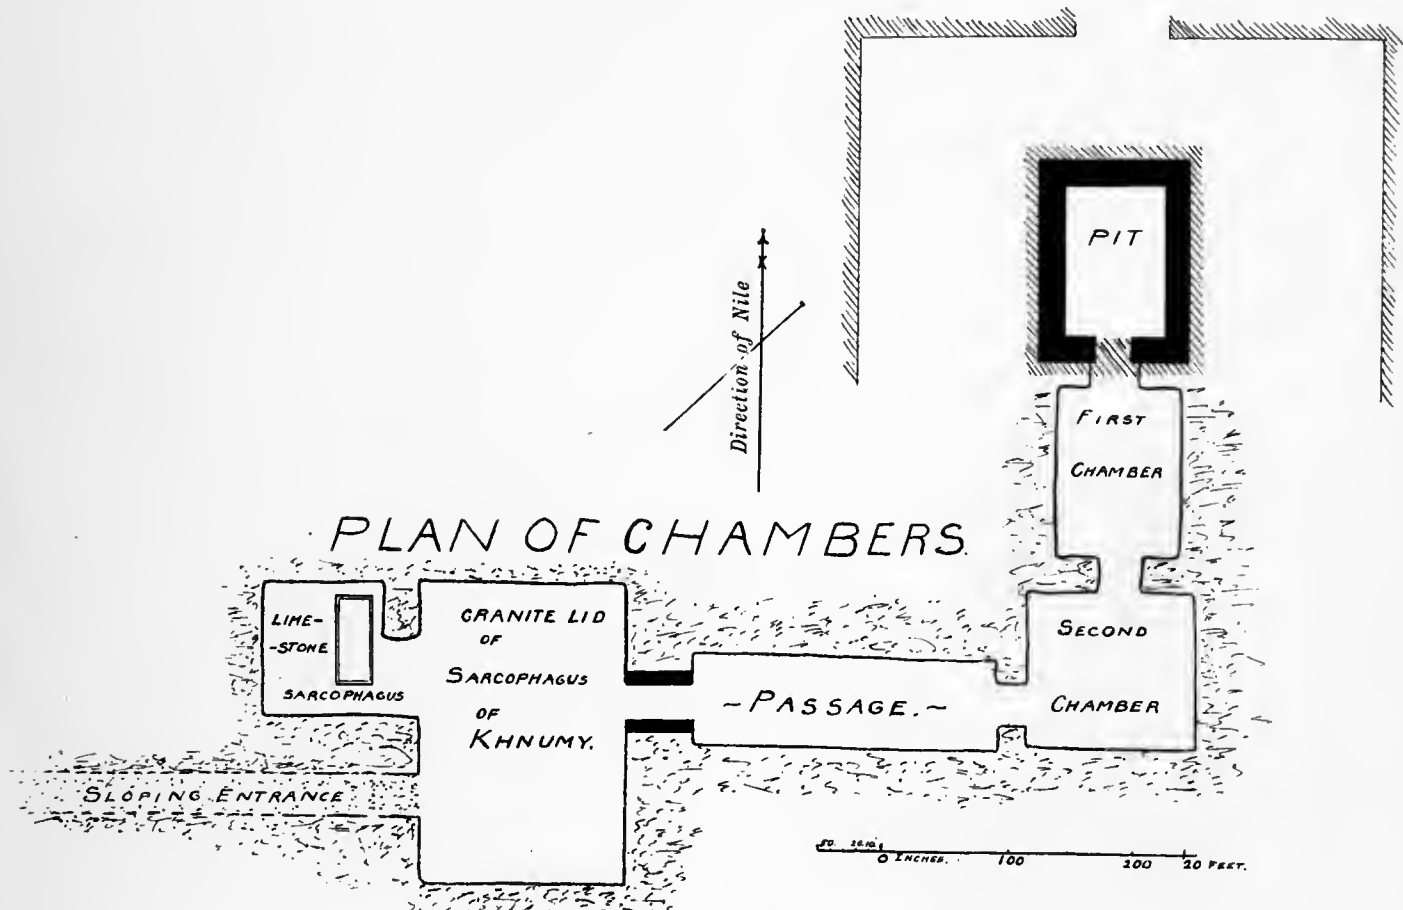 PIT
Direction of Nile
FIRST
CHAMBER
PLAN OF CHAMBERS.
LIME-
-STONE
SARCOPHAGUS
GRANITE LID
OF
SARCOPHAGUS
OF
KHNUMY.
~ PASSAGE. ~
SECOND
CHAMBER
SLOPING ENTRANCE
50
0 INCHES. 100 200 20 FEET.